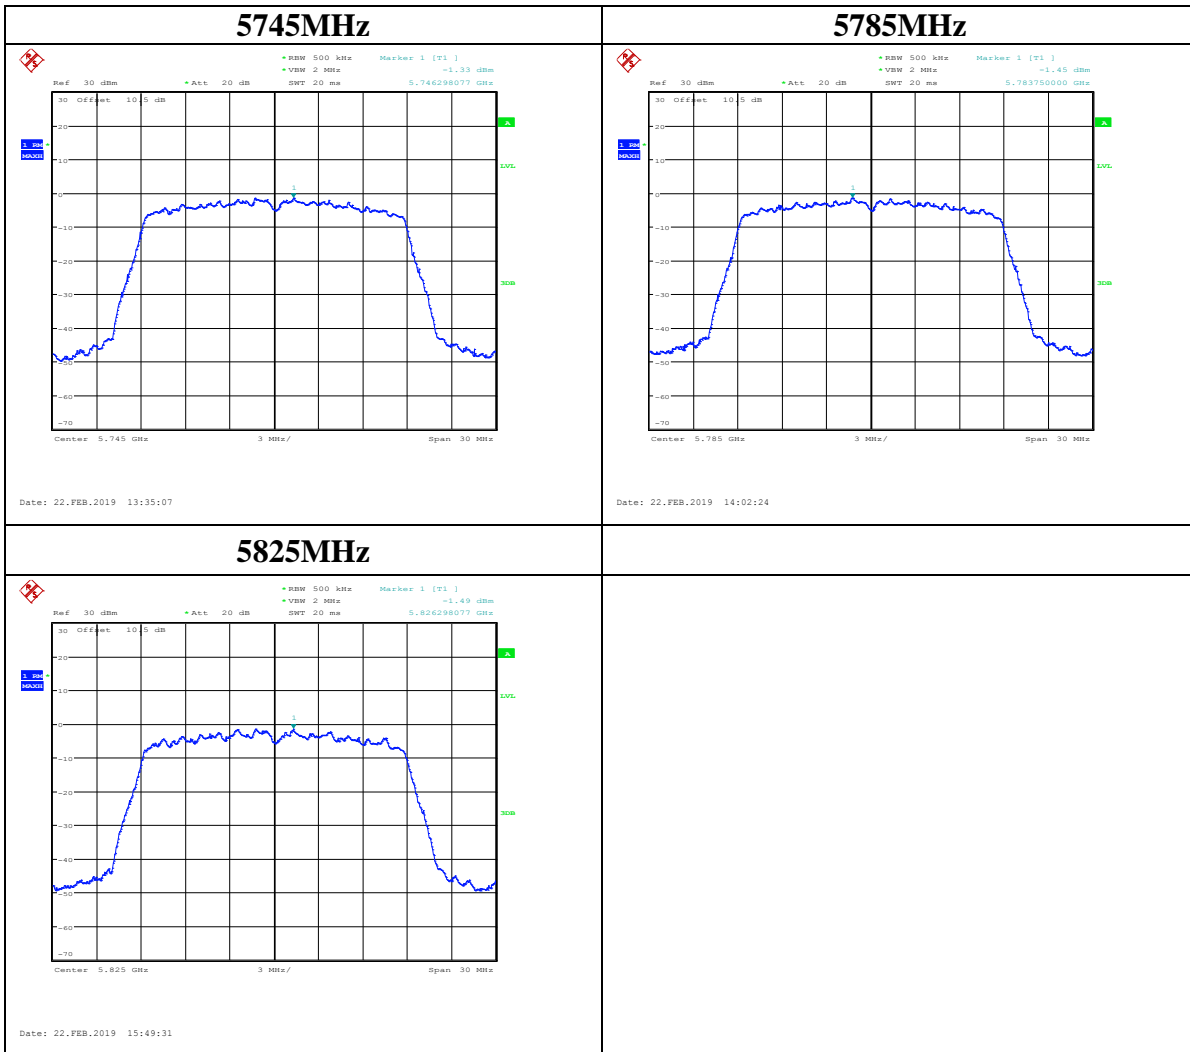 5745MHz
*RBW 500 kHz Marker 1 [T1 ]
*VBW 2 MHz -1.33 dBm
Ref 30 dBm *Att 20 dB SWT 20 ms 5.746298077 GHz
30 Offset 10.5 dB
A
20
1 RM *
MAXH
10
LVL
1
0
-10
-20
3DB
-30
-40
-50
-60
-70
Center 5.745 GHz 3 MHz/ Span 30 MHz
Date: 22.FEB.2019 13:35:07
5785MHz
*RBW 500 kHz Marker 1 [T1 ]
*VBW 2 MHz -1.45 dBm
Ref 30 dBm *Att 20 dB SWT 20 ms 5.783750000 GHz
30 Offset 10.5 dB
A
20
1 RM *
MAXH
10
LVL
1
0
-10
-20
3DB
-30
-40
-50
-60
-70
Center 5.785 GHz 3 MHz/ Span 30 MHz
Date: 22.FEB.2019 14:02:24
5825MHz
*RBW 500 kHz Marker 1 [T1 ]
*VBW 2 MHz -1.49 dBm
Ref 30 dBm *Att 20 dB SWT 20 ms 5.826298077 GHz
30 Offset 10.5 dB
A
20
1 RM *
MAXH
10
LVL
1
0
-10
-20
3DB
-30
-40
-50
-60
-70
Center 5.825 GHz 3 MHz/ Span 30 MHz
Date: 22.FEB.2019 15:49:31